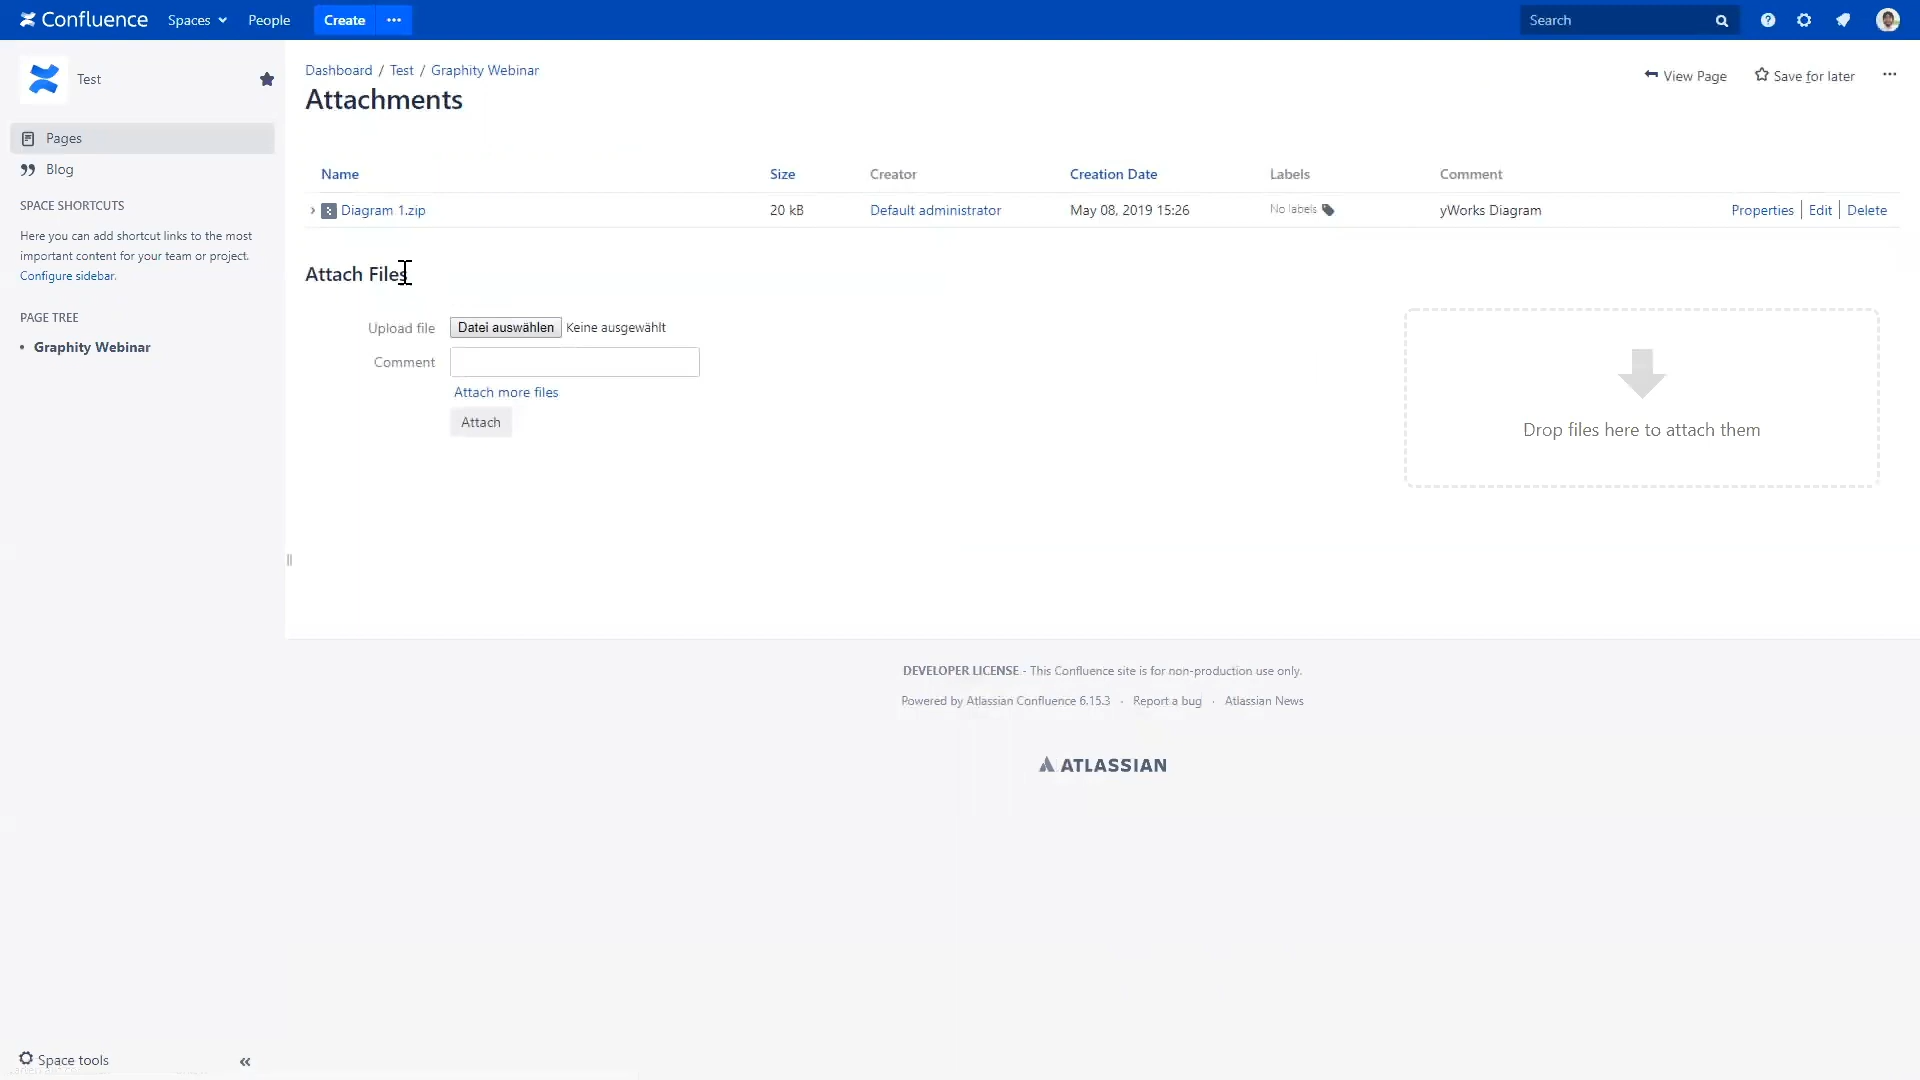 Confluence Spaces People Create Search
Test
Dashboard / Test / Graphity Webinar
Attachments
View Page Save for later
Pages
Blog
SPACE SHORTCUTS
Here you can add shortcut links to the most
important content for your team or project.
Configure sidebar.
PAGE TREE
• Graphity Webinar
Name Size Creator Creation Date Labels Comment
Diagram 1.zip 20 kB Default administrator May 08, 2019 15:26 No labels yWorks Diagram Properties Edit Delete
Attach Files
Upload file Datei auswählen Keine ausgewählt
Comment
Attach more files
Attach
Drop files here to attach them
DEVELOPER LICENSE - This Confluence site is for non-production use only.
Powered by Atlassian Confluence 6.15.3 · Report a bug · Atlassian News
ATLASSIAN
Space tools